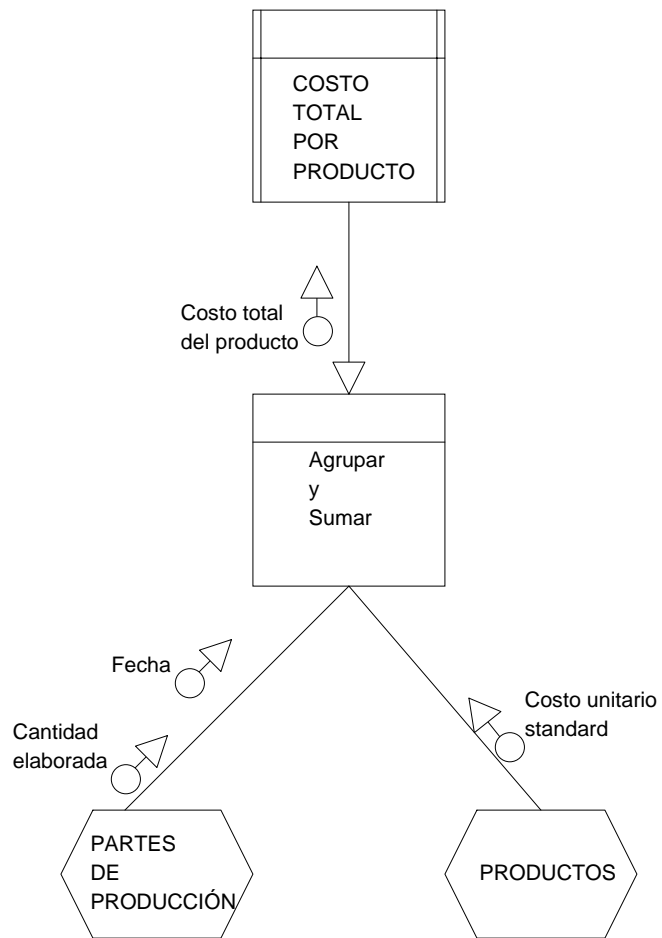 COSTO
TOTAL
POR
PRODUCTO
Costo total
del producto
Agrupar
y
Sumar
Fecha
Cantidad
elaborada
Costo unitario
standard
PARTES
DE
PRODUCCIÓN
PRODUCTOS